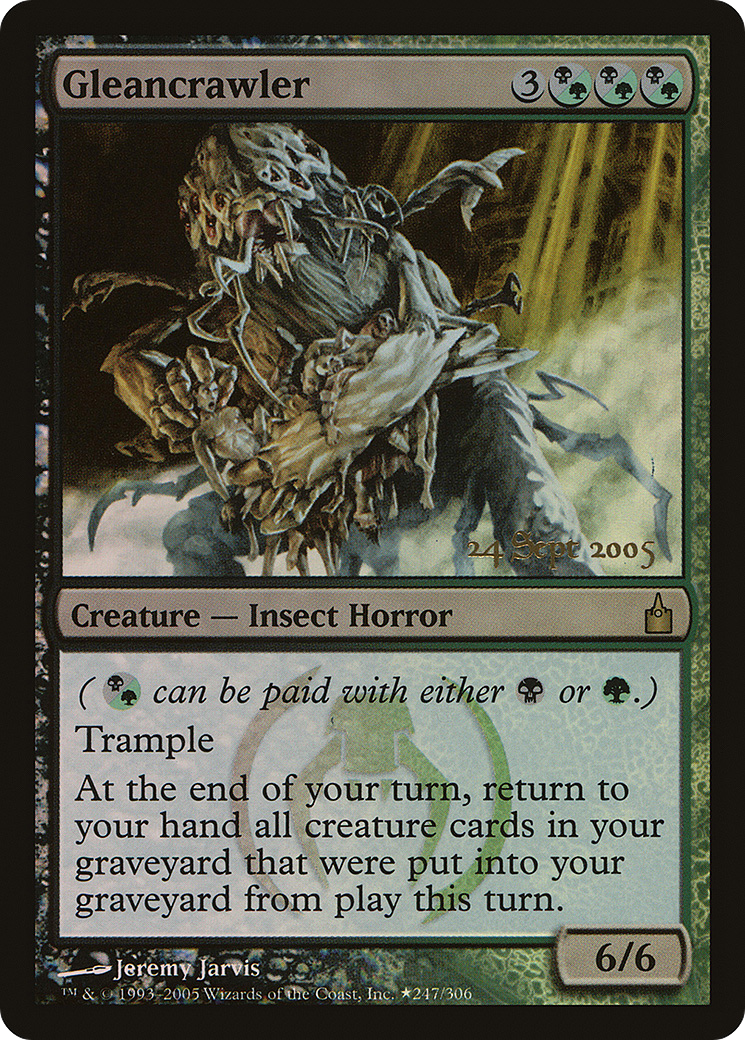 Gleancrawler 3
24 Sept 2005
Creature — Insect Horror
( can be paid with either or .)
Trample
At the end of your turn, return to
your hand all creature cards in your
graveyard that were put into your
graveyard from play this turn.
6/6
Jeremy Jarvis
™ & © 1993–2005 Wizards of the Coast, Inc. ★247/306